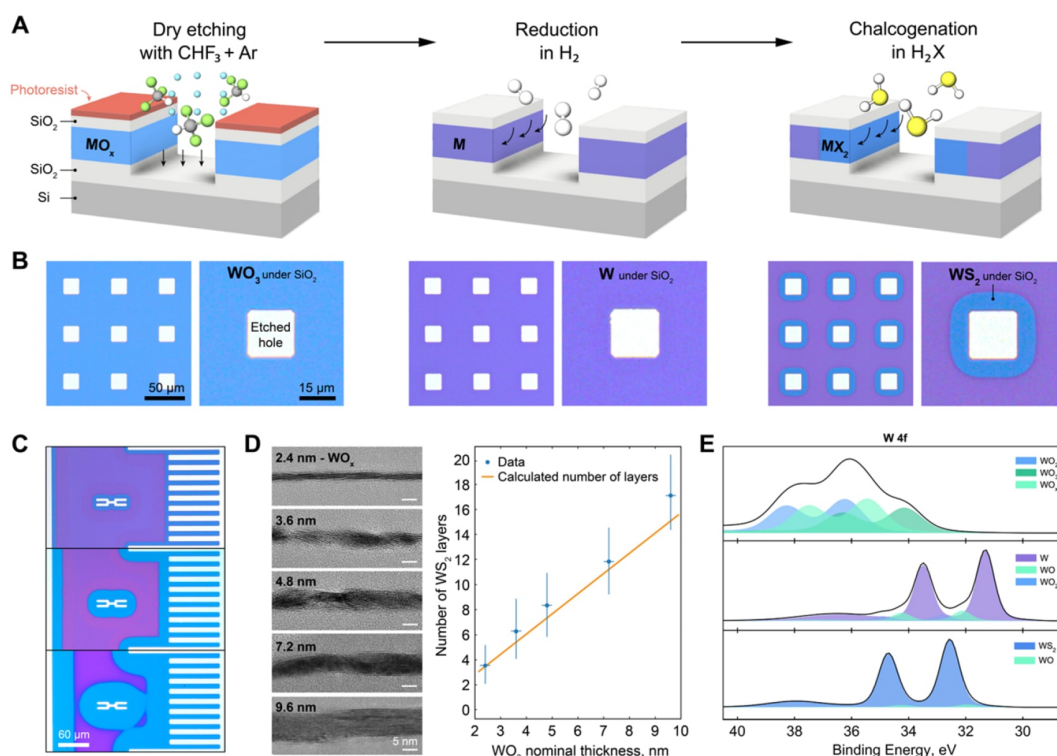 A
Dry etching
with CHF₃ + Ar
Reduction
in H₂
Chalcogenation
in H₂X
Photoresist
SiO₂
MOₓ
SiO₂
Si
M
MX₂
B
WO₃ under SiO₂
Etched
hole
50 µm
15 µm
W under SiO₂
WS₂ under SiO₂
C
60 µm
D
2.4 nm - WOₓ
3.6 nm
4.8 nm
7.2 nm
9.6 nm
5 nm
Data
Calculated number of layers
Number of WS₂ layers
20
18
16
14
12
10
8
6
4
2
0
2 3 4 5 6 7 8 9 10
nominal thickness, nm
E
W 4f
W
WO
WS₂
WO
40 38 36 34 32 30
Binding Energy, eV